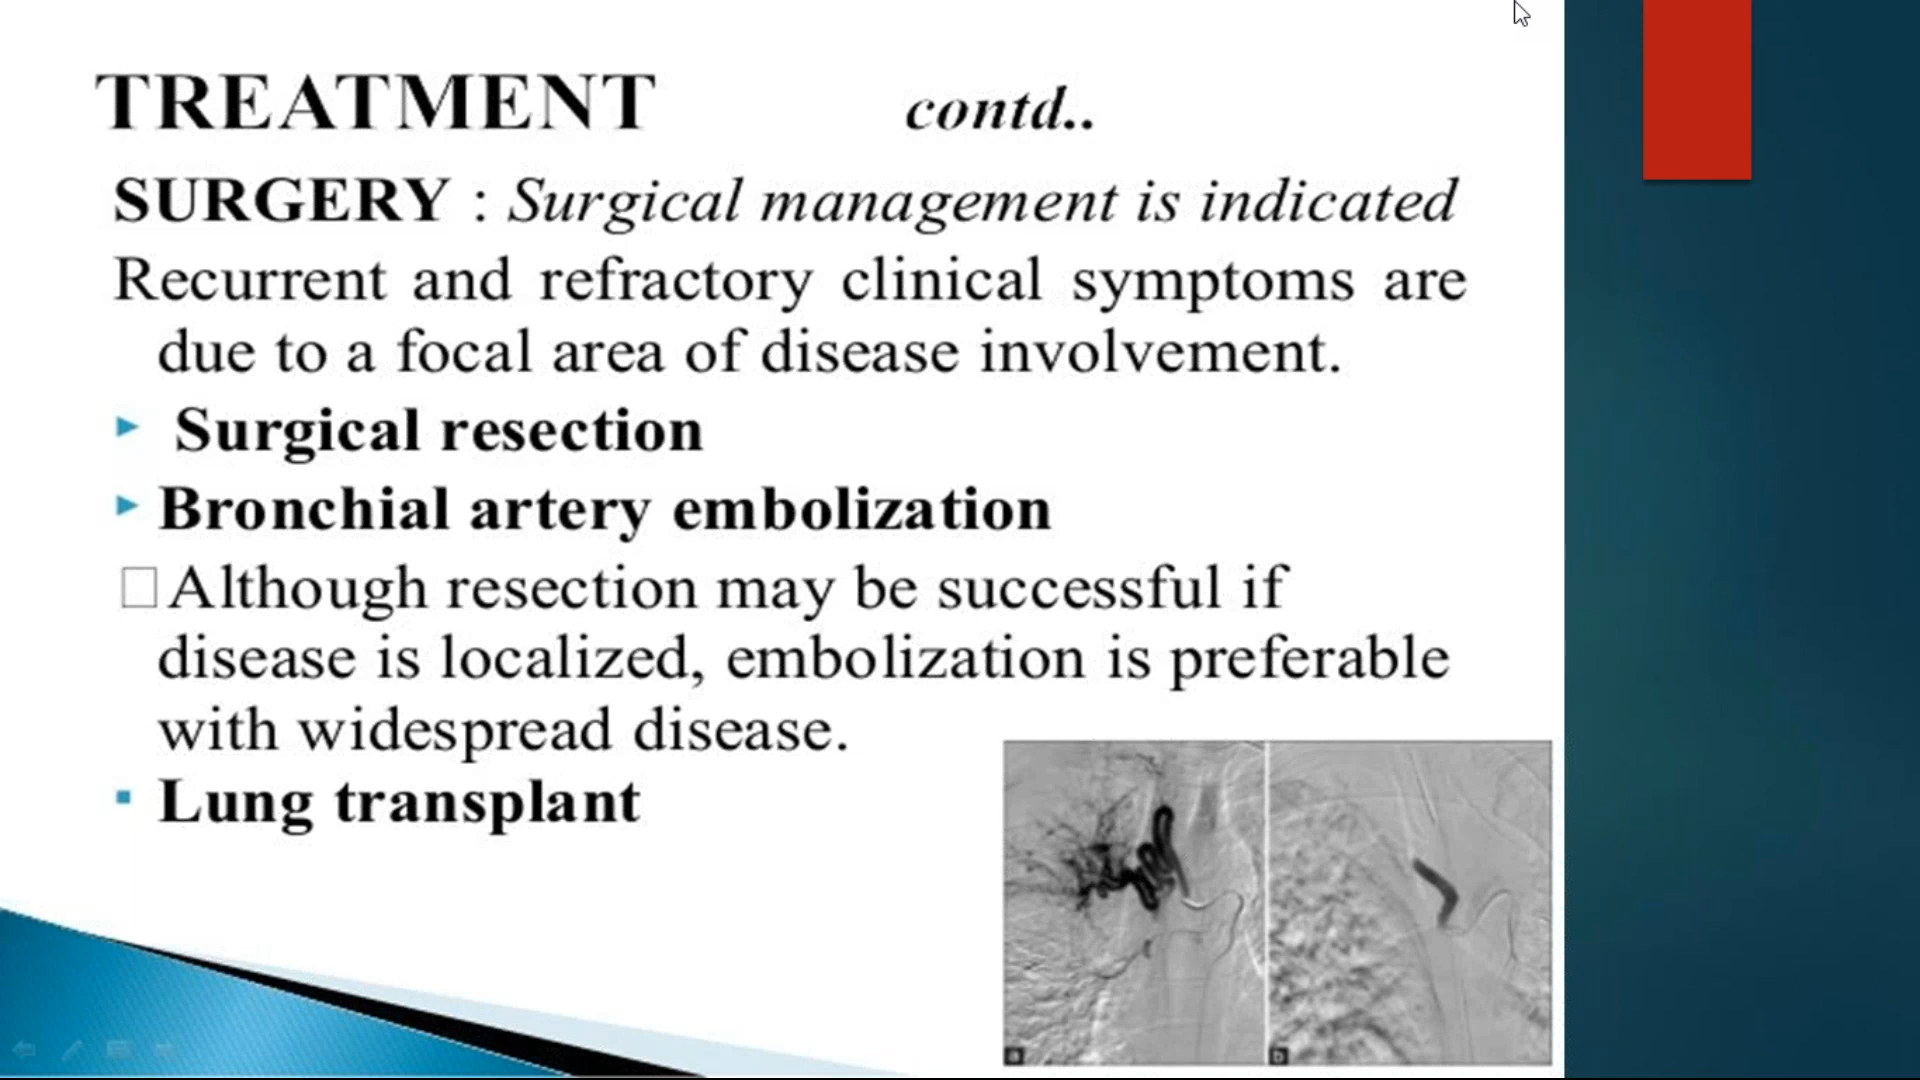 TREATMENT contd..
SURGERY : Surgical management is indicated
Recurrent and refractory clinical symptoms are
due to a focal area of disease involvement.
Surgical resection
Bronchial artery embolization
Although resection may be successful if
disease is localized, embolization is preferable
with widespread disease.
Lung transplant
a b